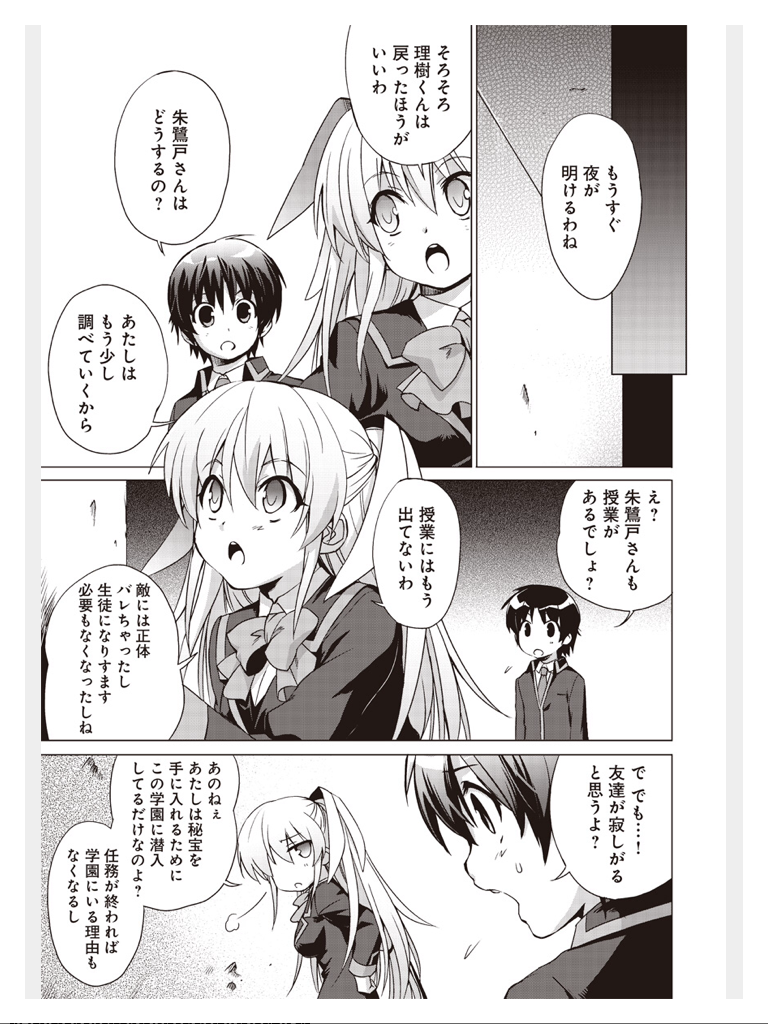 もうすぐ
夜が
明けるわね
そろそろ
理樹くんは
戻ったほうが
いいわ
朱鷺戸さんは
どうするの？
あたしは
もう少し
調べていくから
え？
朱鷺戸さんも
授業が
あるでしょ？
授業にはもう
出てないわ
敵には正体
バレちゃったし
生徒になりすます
必要もなくなったしね
で でも…！
友達が寂しがる
と思うよ？
あのねぇ
あたしは秘宝を
手に入れるために
この学園に潜入
してるだけなのよ？
任務が終われば
学園にいる理由も
なくなるし